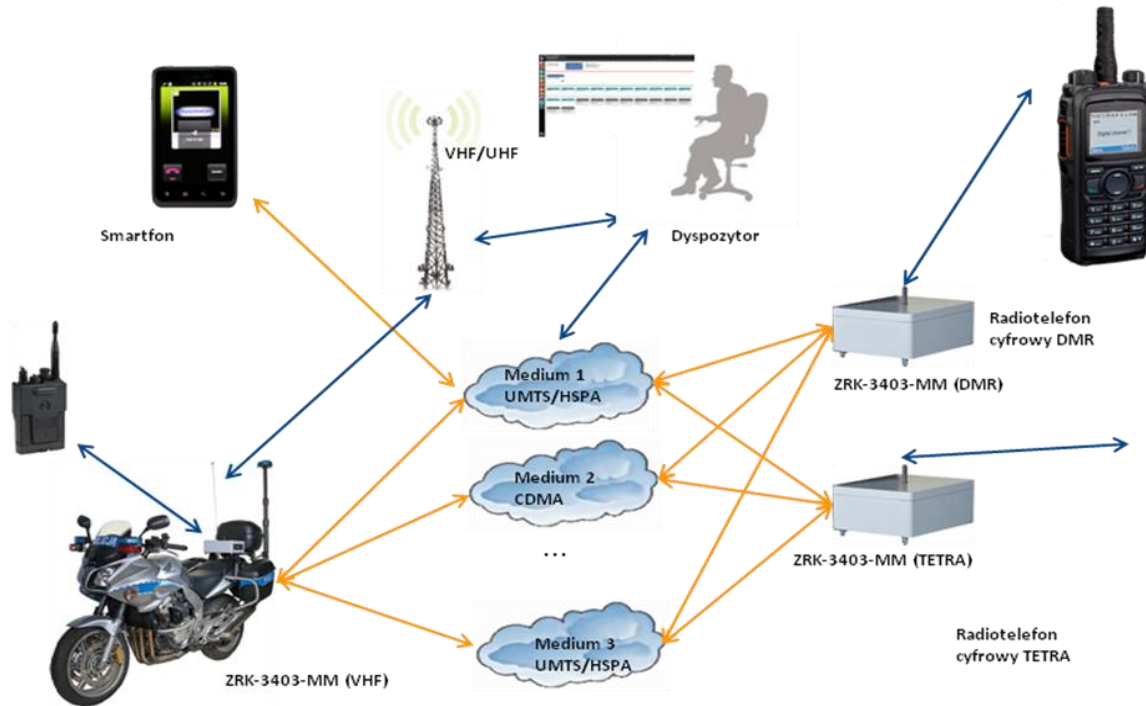 VHF/UHF
Smartfon
Dyspozytor
Radiotelefon
cyfrowy DMR
Medium 1
UMTS/HSPA
ZRK-3403-MM (DMR)
Medium 2
CDMA
...
ZRK-3403-MM (TETRA)
Medium 3
UMTS/HSPA
Radiotelefon
cyfrowy TETRA
ZRK-3403-MM (VHF)